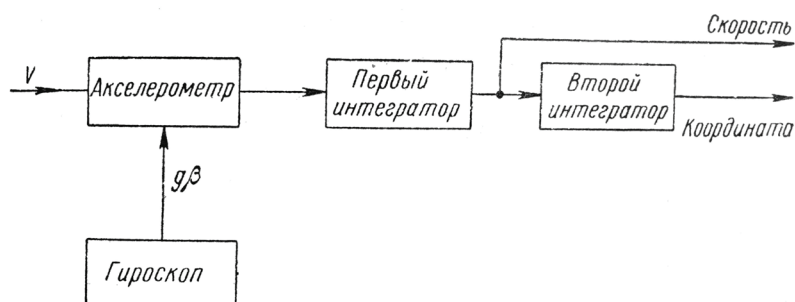 Скорость
V
Акселерометр
Первый
интегратор
Второй
интегратор
Координата
gβ
Гироскоп